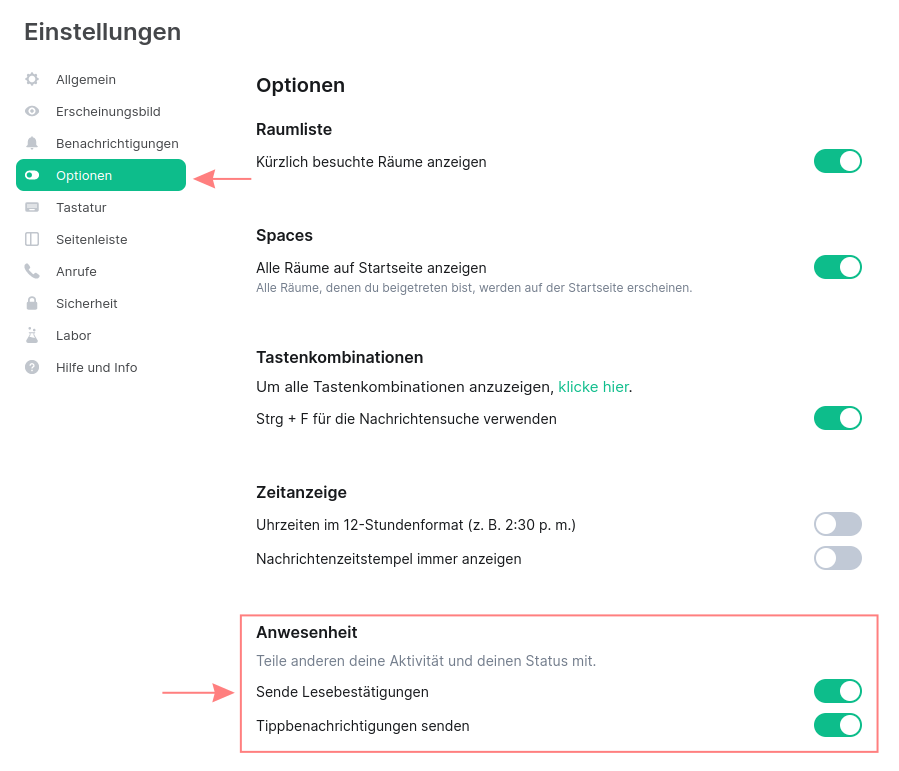 Einstellungen
Allgemein
Erscheinungsbild
Benachrichtigungen
Optionen
Tastatur
Seitenleiste
Anrufe
Sicherheit
Labor
Hilfe und Info
Optionen
Raumliste
Kürzlich besuchte Räume anzeigen
Spaces
Alle Räume auf Startseite anzeigen
Alle Räume, denen du beigetreten bist, werden auf der Startseite erscheinen.
Tastenkombinationen
Um alle Tastenkombinationen anzuzeigen, klicke hier.
Strg + F für die Nachrichtensuche verwenden
Zeitanzeige
Uhrzeiten im 12-Stundenformat (z. B. 2:30 p. m.)
Nachrichtenzeitstempel immer anzeigen
Anwesenheit
Teile anderen deine Aktivität und deinen Status mit.
Sende Lesebestätigungen
Tippbenachrichtigungen senden